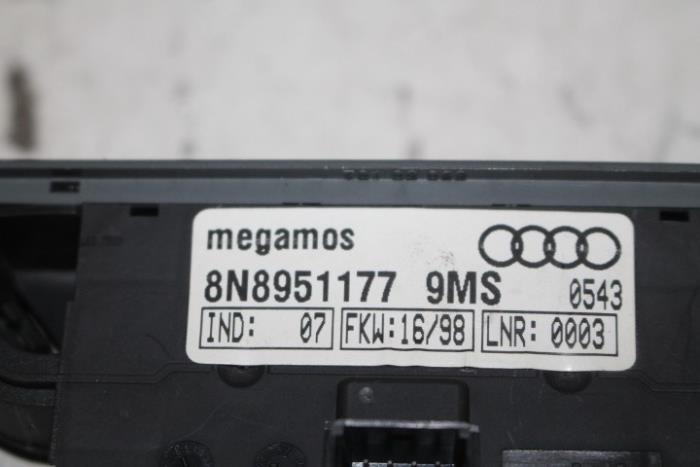 megamos
8N8951177 9MS 0543
IND: 07 FKW:16/98 LNR: 0003